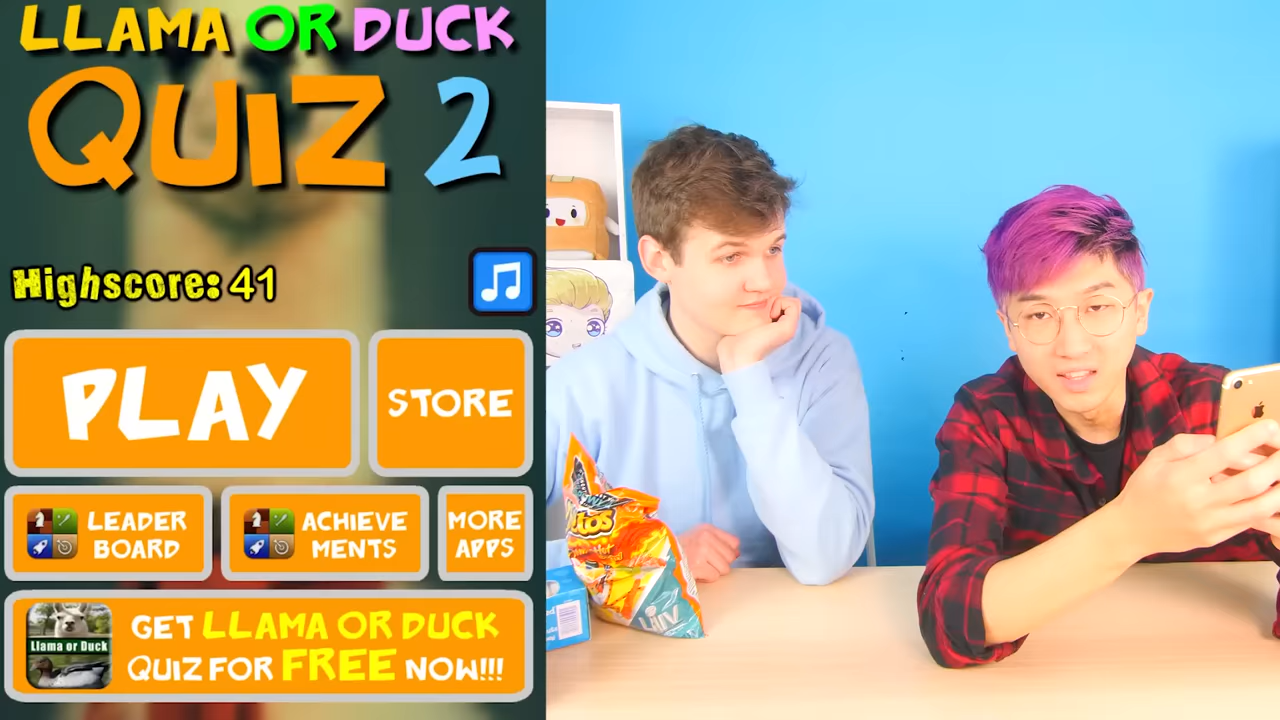 LLAMA OR DUCK
QUIZ 2
Highscore: 41
PLAY
STORE
LEADER
BOARD
ACHIEVE
MENTS
MORE
APPS
Llama or Duck
GET LLAMA OR DUCK
QUIZ FOR FREE NOW!!!